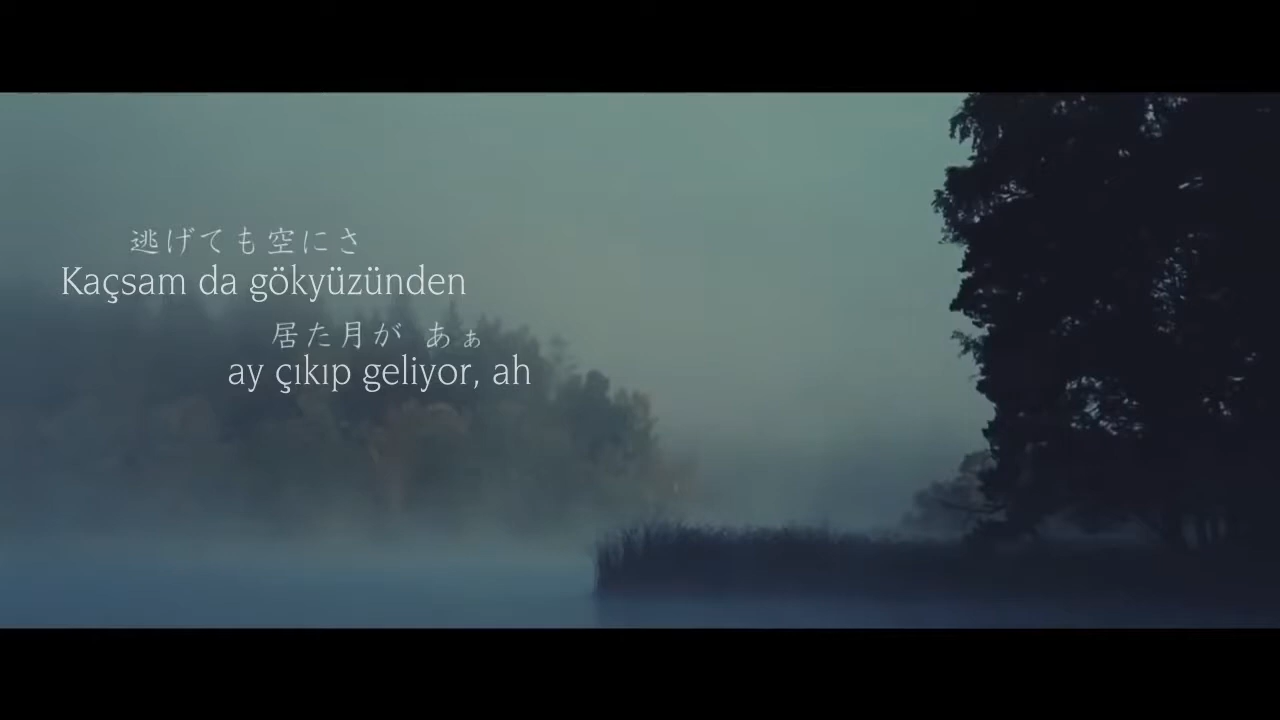 逃げても空にさ
Kaçsam da gökyüzünden
居た月が あぁ
ay çıkıp geliyor, ah